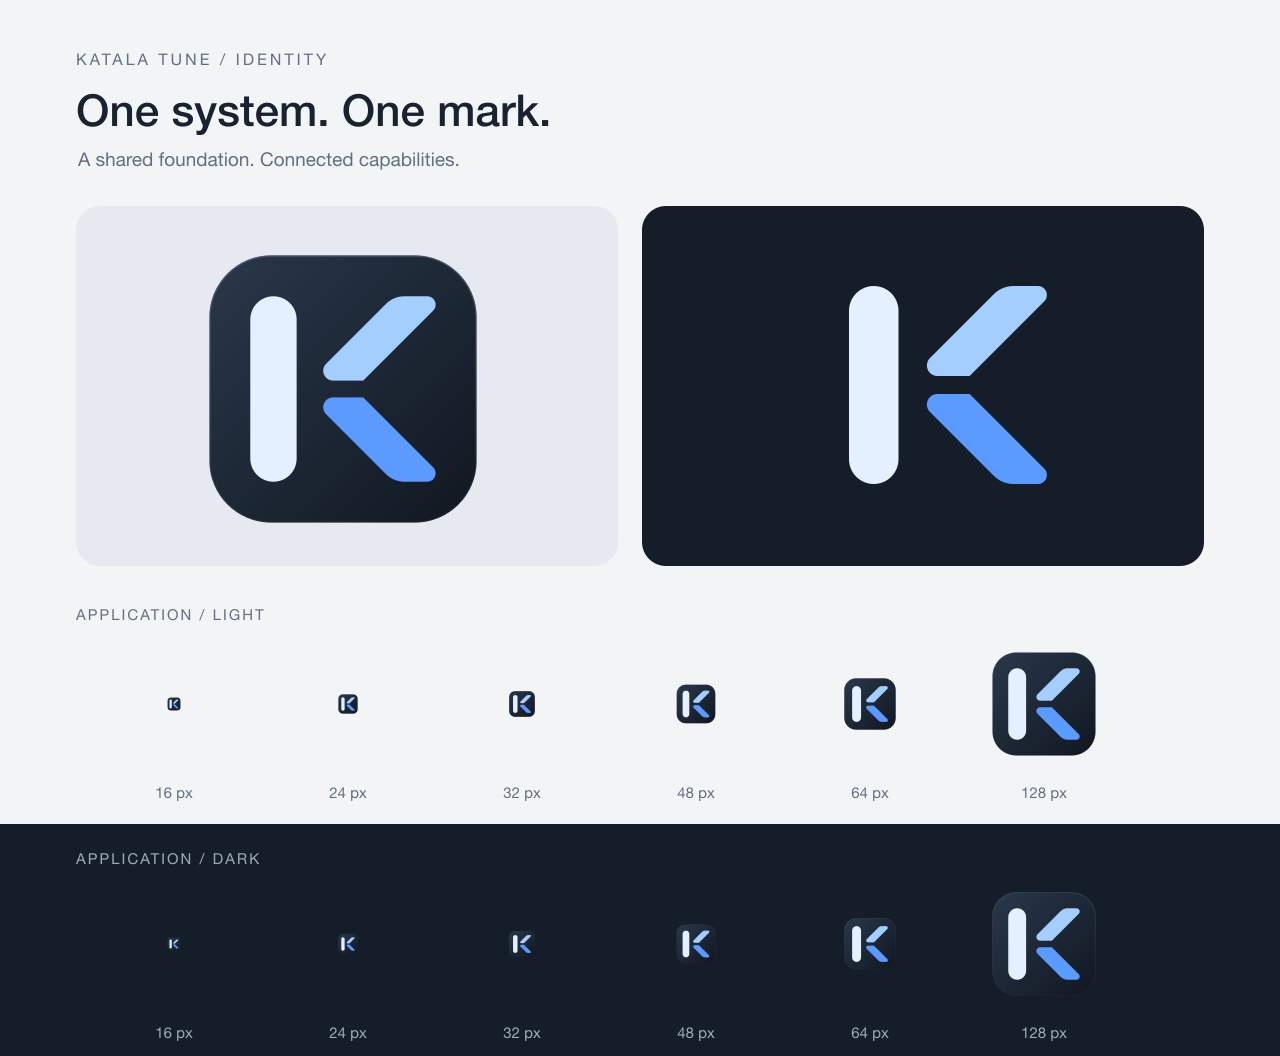 KATALA TUNE / IDENTITY
One system. One mark.
A shared foundation. Connected capabilities.
APPLICATION / LIGHT
16 px 24 px 32 px 48 px 64 px 128 px
APPLICATION / DARK
16 px 24 px 32 px 48 px 64 px 128 px